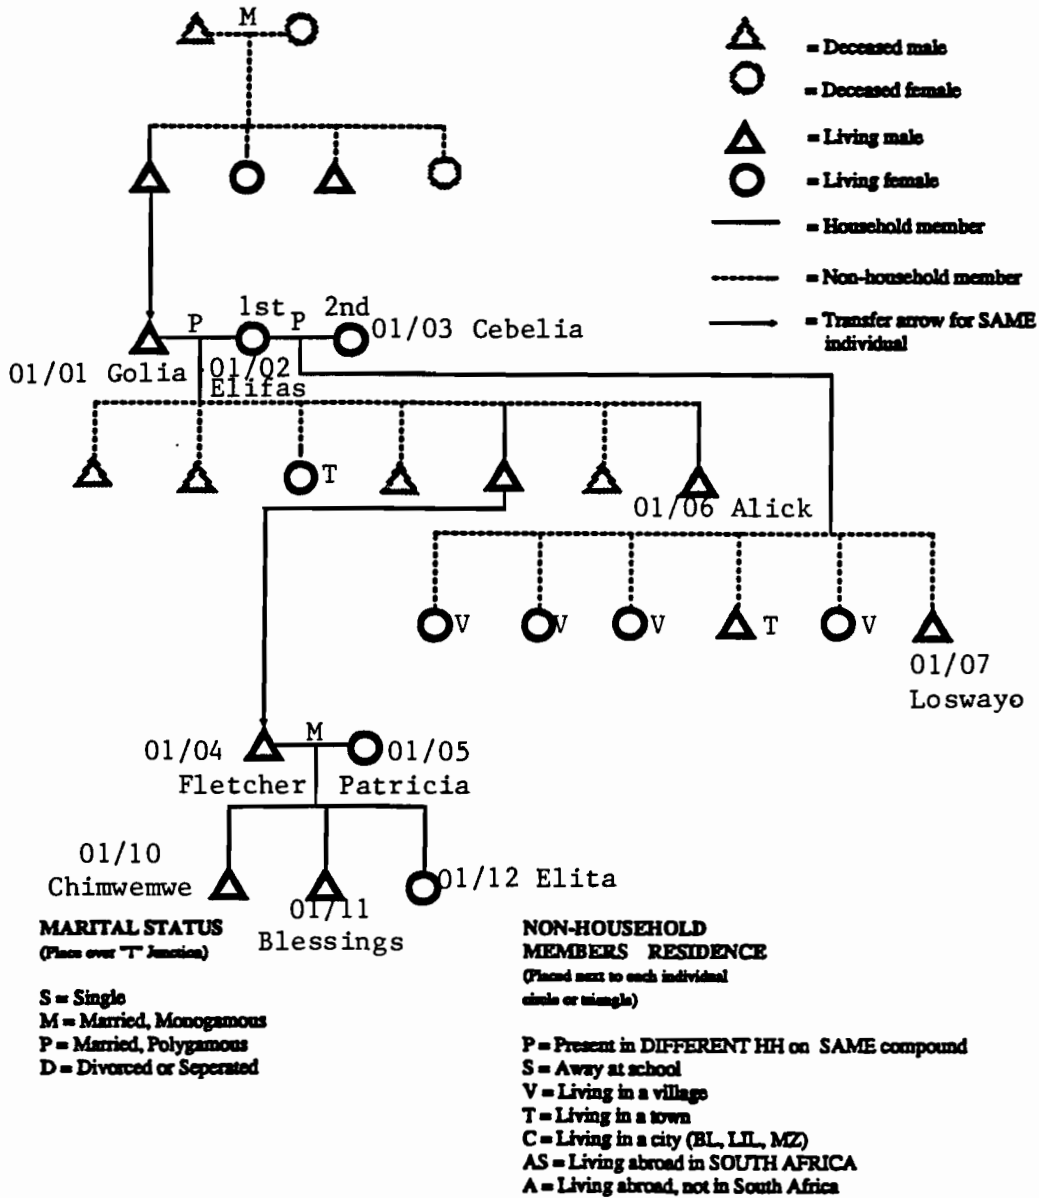 M
= Deceased male
= Deceased female
= Living male
= Living female
= Household member
= Non-household member
= Transfer arrow for SAME
individual
1st 2nd
P P
01/03 Cebelia
01/01 Golia
01/02
Elifas
T
01/06 Alick
V V V T V
01/07
Loswayo
M
01/04 01/05
Fletcher Patricia
01/10
Chimwemwe
01/11
Blessings
01/12 Elita
MARITAL STATUS
(Place over "T" Junction)
S = Single
M = Married, Monogamous
P = Married, Polygamous
D = Divorced or Seperated
NON-HOUSEHOLD
MEMBERS RESIDENCE
(Placed next to each individual
circle or triangle)
P = Present in DIFFERENT HH on SAME compound
S = Away at school
V = Living in a village
T = Living in a town
C = Living in a city (BL, LIL, MZ)
AS = Living abroad in SOUTH AFRICA
A = Living abroad, not in South Africa